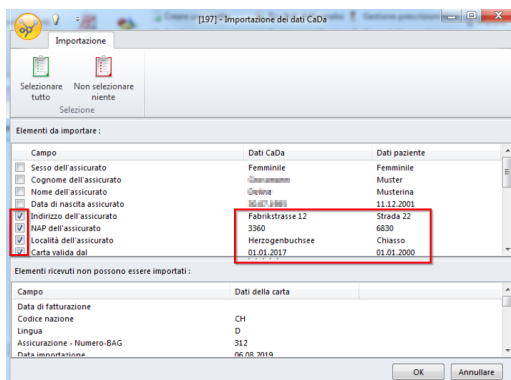 [197] - Importazione dei dati CaDa
Importazione
Selezionare tutto
Non selezionare niente
Selezione
Elementi da importare :
Campo Dati CaDa Dati paziente
Sesso dell'assicurato Femminile Femminile
Cognome dell'assicurato Muster
Nome dell'assicurato Musterina
Data di nascita assicurato 11.12.2001
Indirizzo dell'assicurato Fabrikstrasse 12 Strada 22
NAP dell'assicurato 3360 6830
Località dell'assicurato Herzogenbuchsee Chiasso
Carta valida dal 01.01.2017 01.01.2000
Elementi ricevuti non possono essere importati :
Campo Dati della carta
Data di fatturazione
Codice nazione CH
Lingua D
Assicurazione - Numero-BAG 312
Data importazione 06.08.2019
OK Annullare